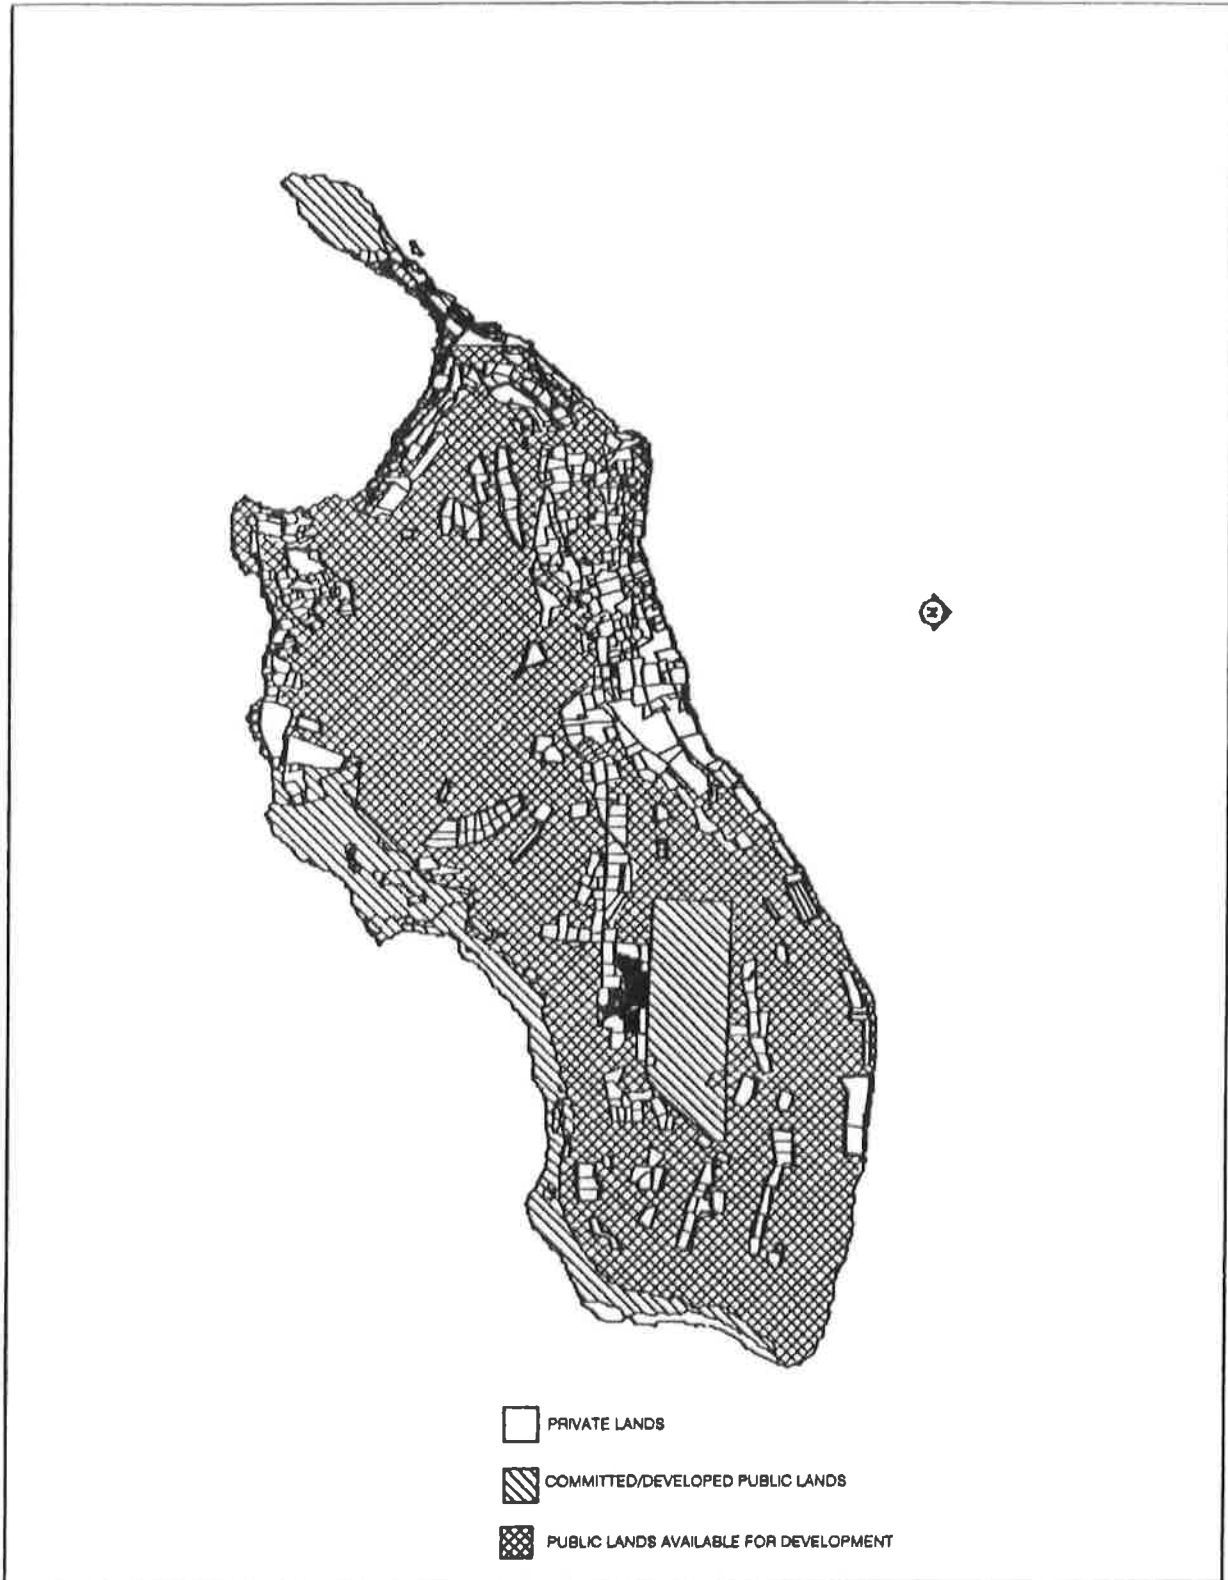 N
PRIVATE LANDS
COMMITTED/DEVELOPED PUBLIC LANDS
PUBLIC LANDS AVAILABLE FOR DEVELOPMENT